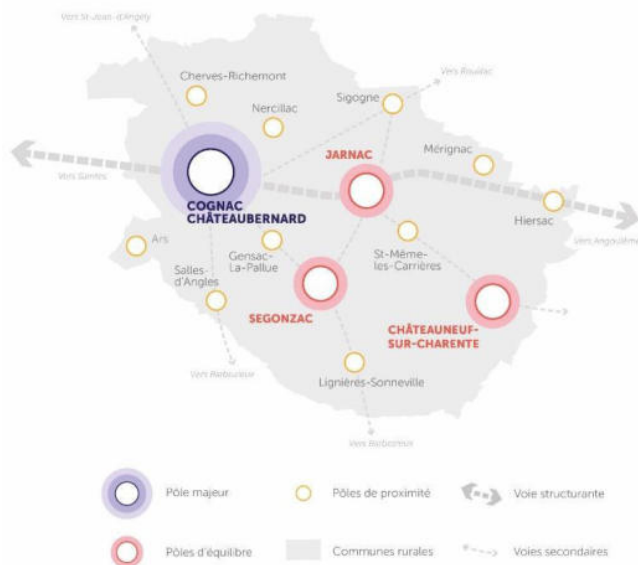 Vers St-Jean-d'Angély
Cherves-Richemont
Nercillac
Sigogne
Vers Rouillac
JARNAC
Mérignac
Vers Saintes
COGNAC
CHÂTEAUBERNARD
Hiersac
Vers Angoulême
Ars
Gensac-
La-Pallue
St-Même-
les-Carrières
Salles-
d'Angles
SEGONZAC
CHÂTEAUNEUF-
SUR-CHARENTE
Vers Barbezieux
Lignières-Sonneville
Vers
Pôle majeur
Pôles de proximité
Voie structurante
Pôles d'équilibre
Communes rurales
Voies secondaires